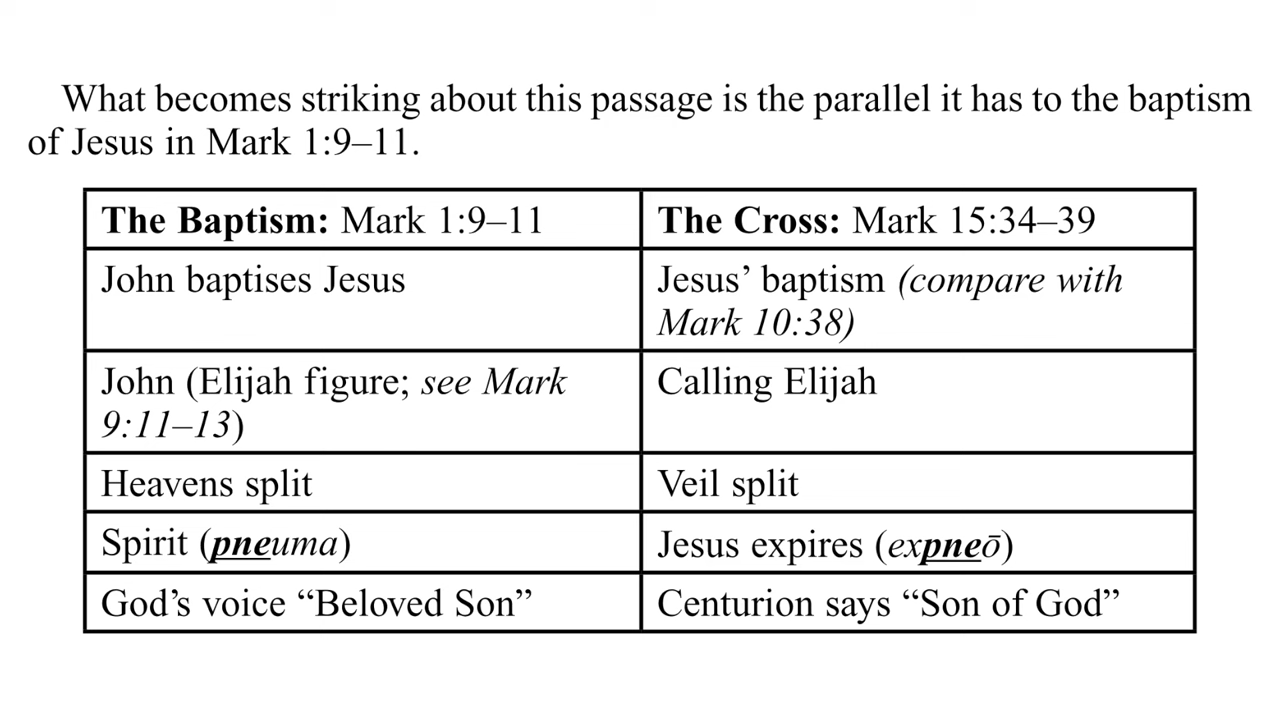 What becomes striking about this passage is the parallel it has to the baptism
of Jesus in Mark 1:9–11.
The Baptism: Mark 1:9–11
The Cross: Mark 15:34–39
John baptises Jesus
Jesus’ baptism (compare with
Mark 10:38)
John (Elijah figure; see Mark
9:11–13)
Calling Elijah
Heavens split
Veil split
Spirit (pneuma)
Jesus expires (expneō)
God’s voice “Beloved Son”
Centurion says “Son of God”